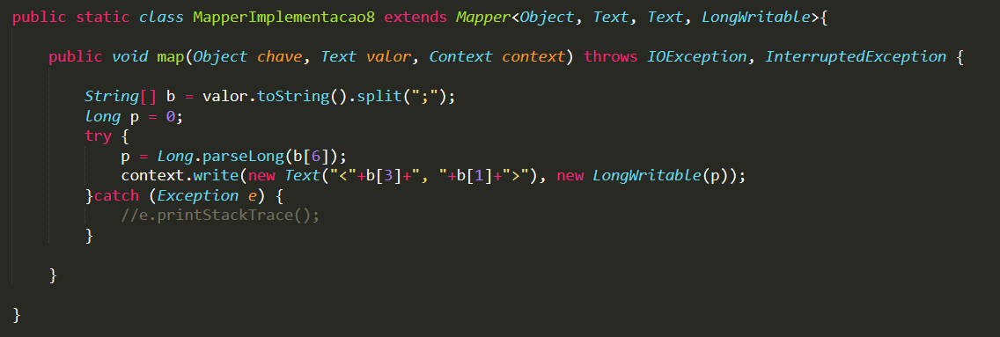 public static class MapperImplementacao8 extends Mapper<Object, Text, Text, LongWritable>{
public void map(Object chave, Text valor, Context context) throws IOException, InterruptedException {
String[] b = valor.toString().split(";");
long p = 0;
try {
p = Long.parseLong(b[6]);
context.write(new Text("<"+b[3]+", "+b[1]+">"), new LongWritable(p));
}catch (Exception e) {
//e.printStackTrace();
}
}
}